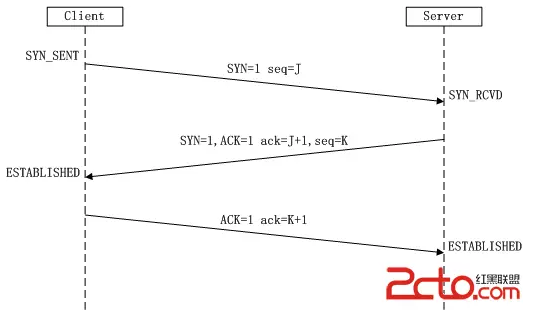 Client
Server
SYN_SENT
SYN=1 seq=J
SYN_RCVD
SYN=1,ACK=1 ack=J+1,seq=K
ESTABLISHED
ACK=1 ack=K+1
ESTABLISHED
2cto.com
红黑联盟